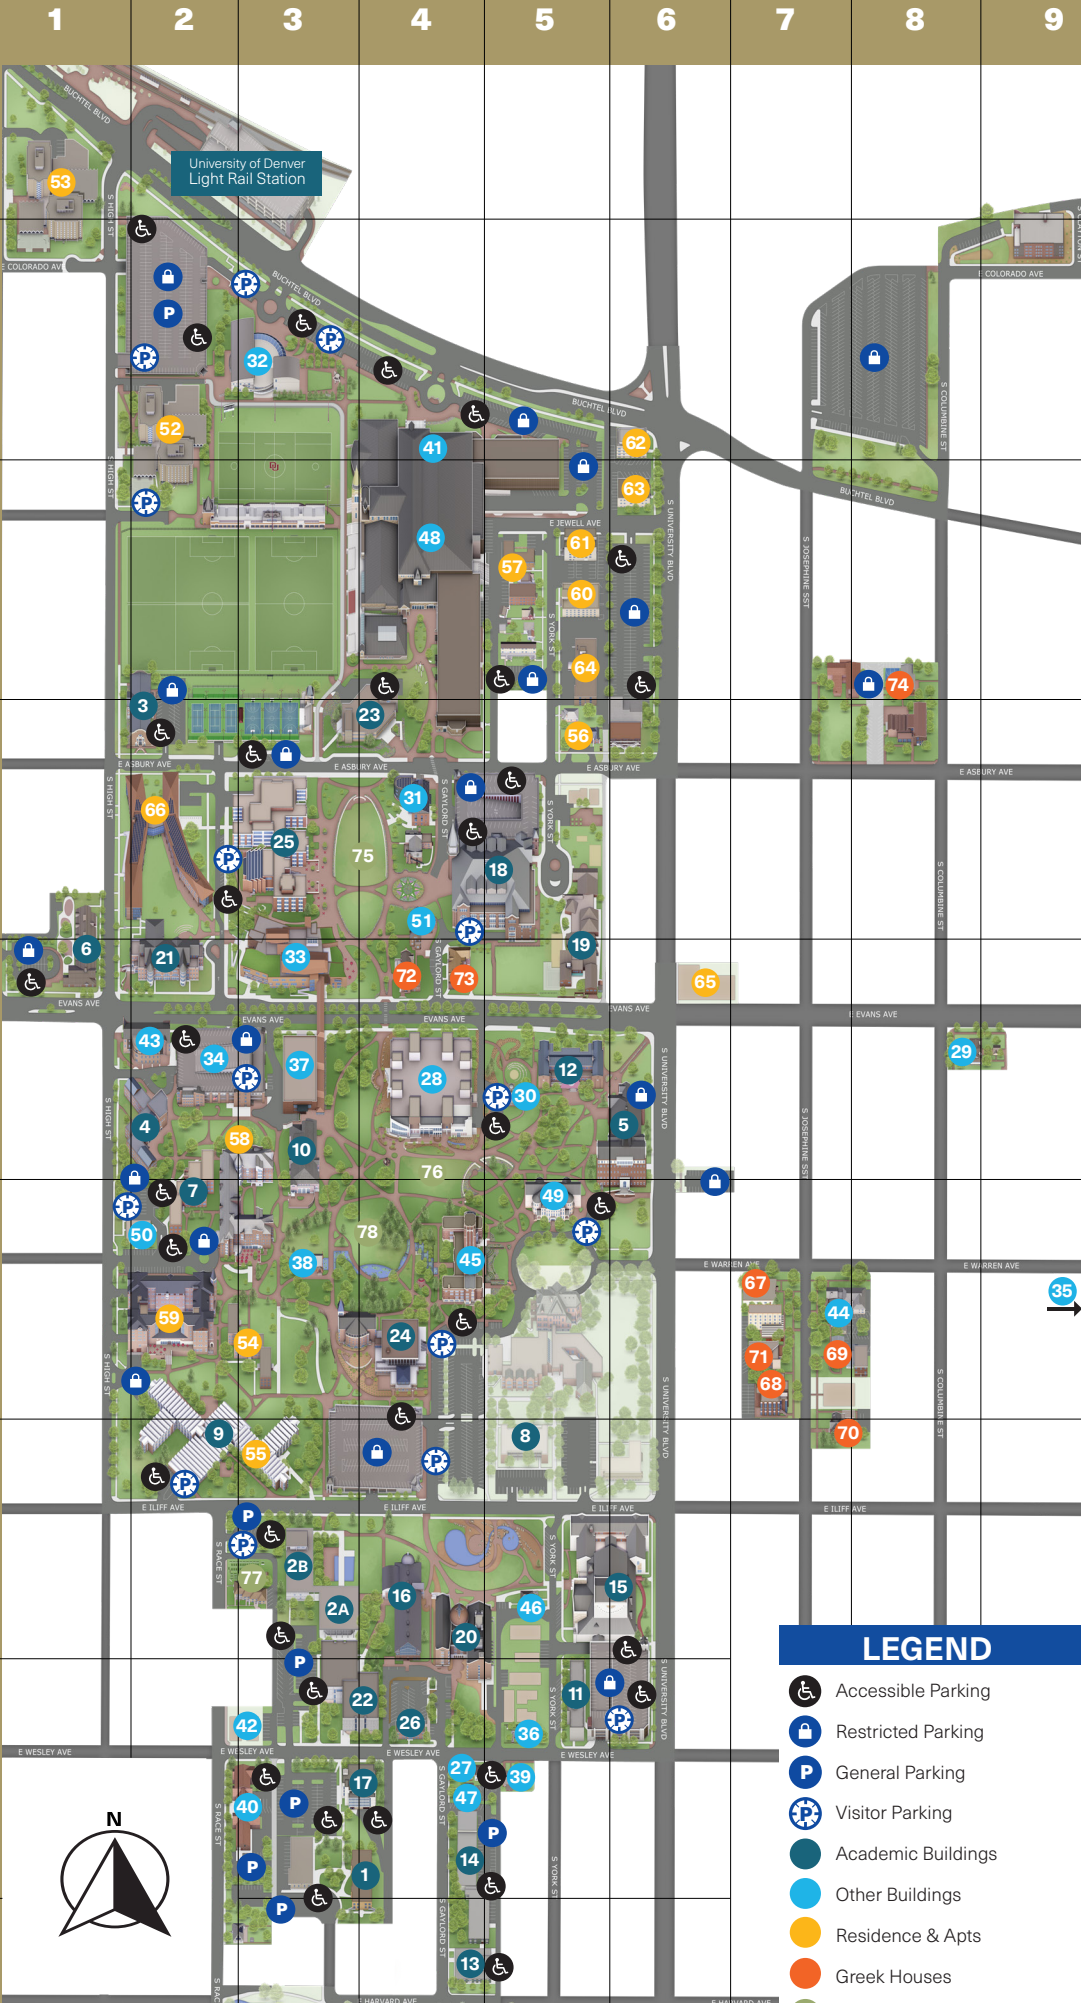 1 2 3 4 5 6 7 8 9
BUCHTEL BLVD
University of Denver
Light Rail Station
53
S HIGH ST
E COLORADO AVE
BUCHTEL BLVD
E COLORADO AVE
P
P
P
P
32
52
41
BUCHTEL BLVD
62
S COLUMBINE ST
S HIGH ST
P
63
BUCHTEL BLVD
48
E JEWELL AVE
61
57
60
S UNIVERSITY BLVD
S JOSEPHINE SST
S YORK ST
64
74
3
23
56
E ASBURY AVE
E ASBURY AVE
E ASBURY AVE
E ASBURY AVE
S HIGH ST
66
31
S GAYLORD ST
S YORK ST
25
75
P
18
S COLUMBINE ST
51
P
6
21
33
19
72
S GAYLORD ST
73
65
EVANS AVE
EVANS AVE
EVANS AVE
EVANS AVE
E EVANS AVE
43
34
37
P
28
12
29
P
30
S UNIVERSITY BLVD
S HIGH ST
4
5
S JOSEPHINE ST
58
10
76
7
49
P
50
78
P
38
45
E WARREN AVE
E WARREN AVE
67
35
44
59
54
24
P
69
71
68
S HIGH ST
S UNIVERSITY BLVD
S COLUMBINE ST
9
55
8
70
P
P
E ILIFF AVE
E ILIFF AVE
E ILIFF AVE
E ILIFF AVE
P
P
S RACE ST
2B
77
S YORK ST
16
15
2A
46
20
P
22
11
26
P
S YORK ST
S UNIVERSITY BLVD
42
36
E WESLEY AVE
E WESLEY AVE
E WESLEY AVE
E WESLEY AVE
27
39
17
47
40
P
S RACE ST
S GAYLORD ST
P
14
P
1
S YORK ST
P
S GAYLORD ST
13
E HARVARD AVE
E HARVARD AVE
N
LEGEND
Accessible Parking
Restricted Parking
P General Parking
P Visitor Parking
Academic Buildings
Other Buildings
Residence & Apts
Greek Houses